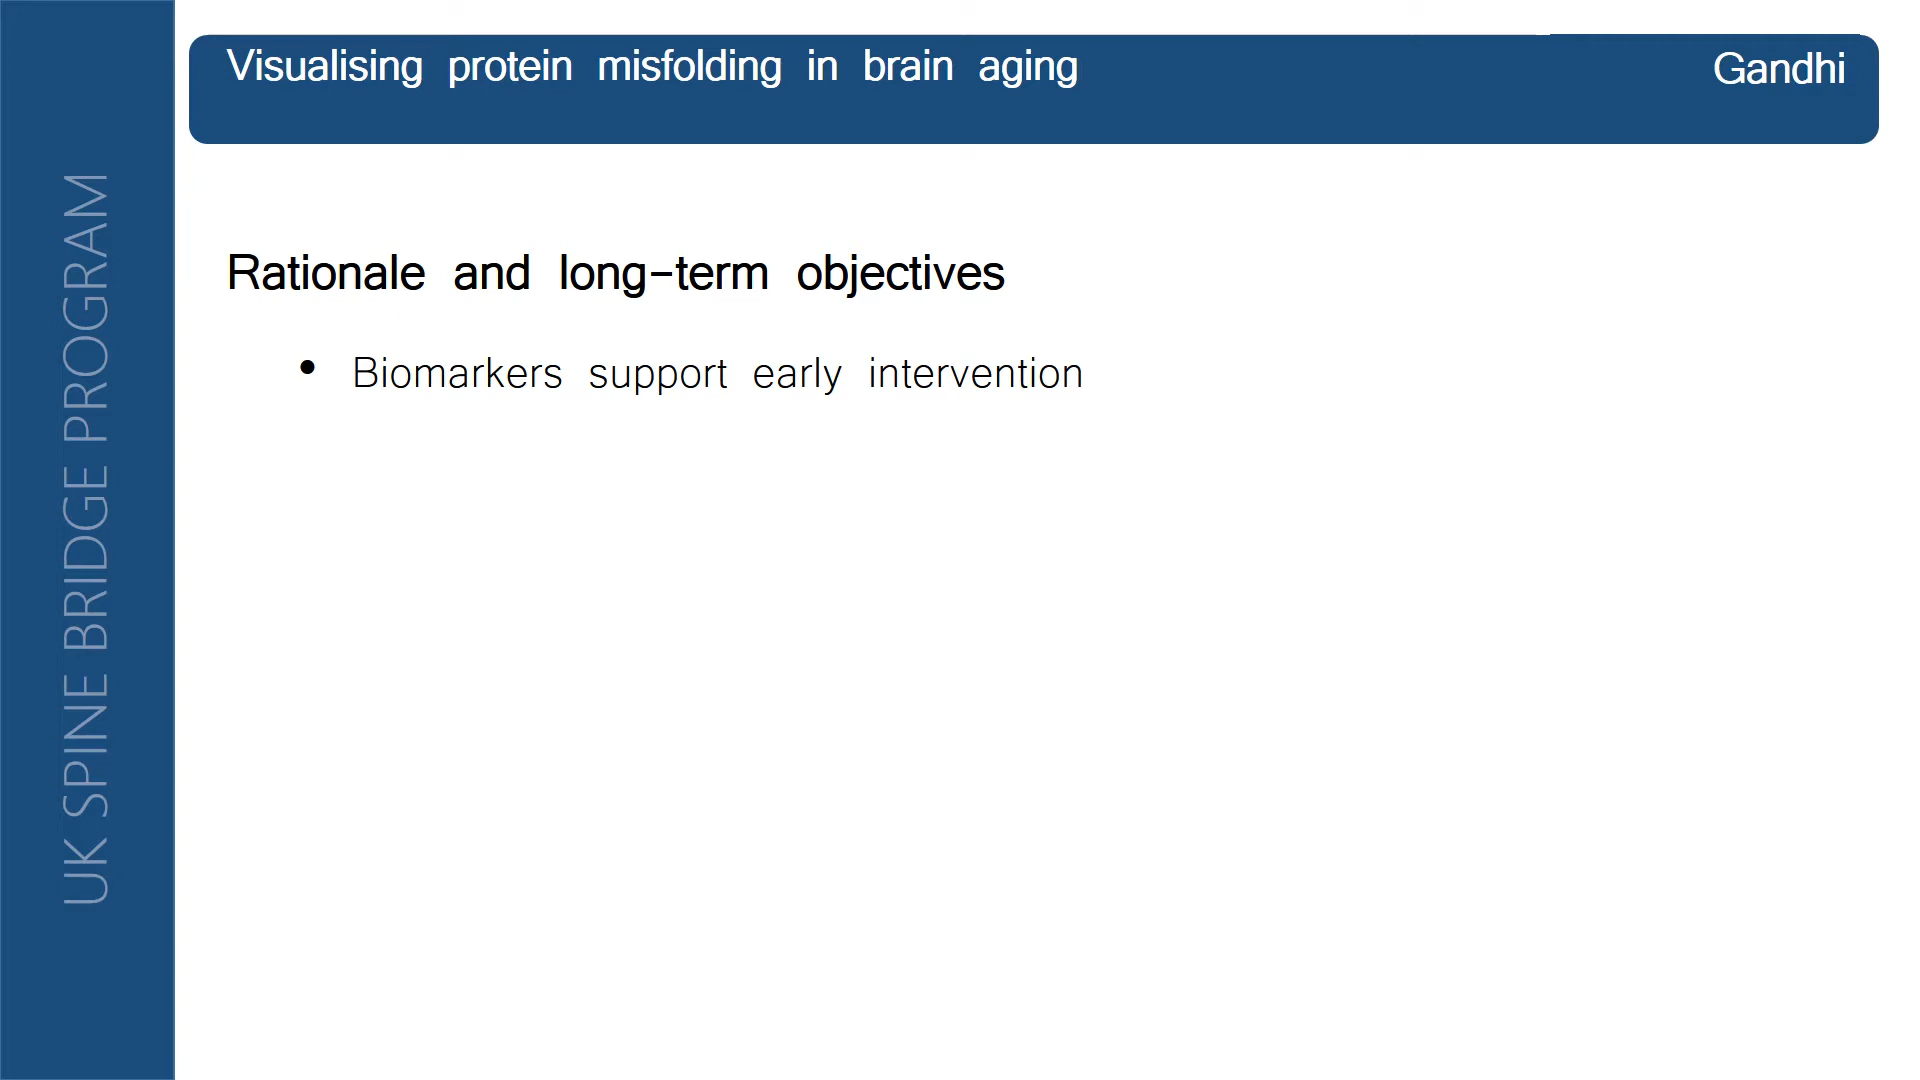 UK SPINE BRIDGE PROGRAM
Visualising protein misfolding in brain aging
Gandhi
Rationale and long-term objectives
• Biomarkers support early intervention